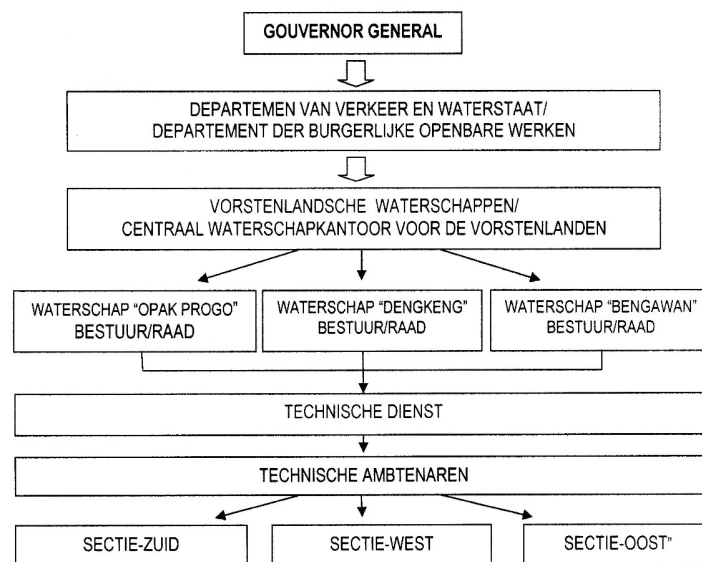 GOUVERNOR GENERAL
DEPARTEMEN VAN VERKEER EN WATERSTAAT/
DEPARTMENT DER BURGERLIJKE OPENBARE WERKEN
VORSTENLANDSCHE WATERSCHAPPEN/
CENTRAAL WATERSCHAPKANTOOR VOOR DE VORSTENLANDEN
WATERSCHAP “OPAK PROGO”
BESTUUR/RAAD
WATERSCHAP “DENGKENG”
BESTUUR/RAAD
WATERSCHAP “BENGAWAN”
BESTUUR/RAAD
TECHNISCHE DIENST
TECHNISCHE AMBTENAREN
SECTIE-ZUID
SECTIE-WEST
SECTIE-OOST”